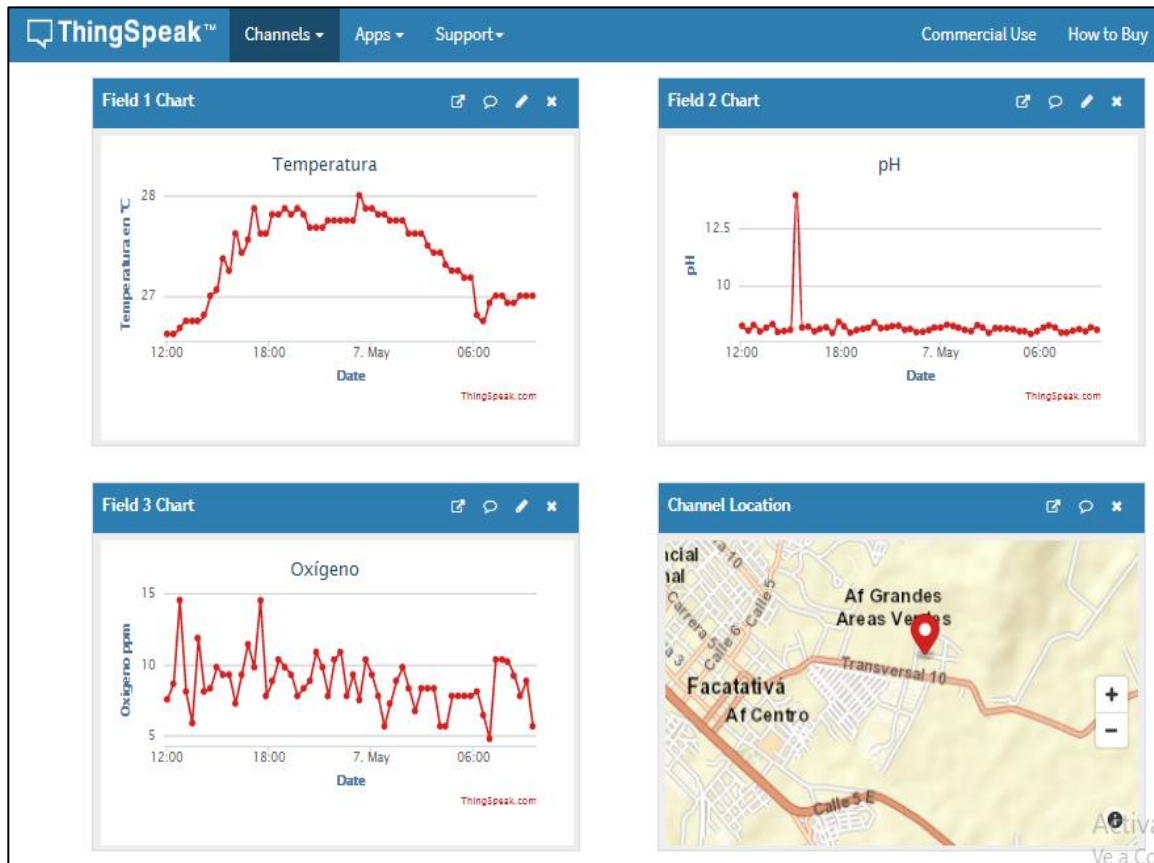 ThingSpeak™ Channels Apps Support Commercial Use How to Buy
Field 1 Chart
Temperatura
Temperatura en °C
28
27
12:00 18:00 7. May 06:00
Date
ThingSpeak.com
Field 2 Chart
pH
pH
12.5
10
12:00 18:00 7. May 06:00
Date
ThingSpeak.com
Field 3 Chart
Oxígeno
Oxigeno ppm
15
10
5
12:00 18:00 7. May 06:00
Date
ThingSpeak.com
Channel Location
Carrera 5
Calle 6
Calle 5
Af Grandes
Areas Verdes
Transversal 10
Facatativá
Af Centro
Calle 5 E
+
−